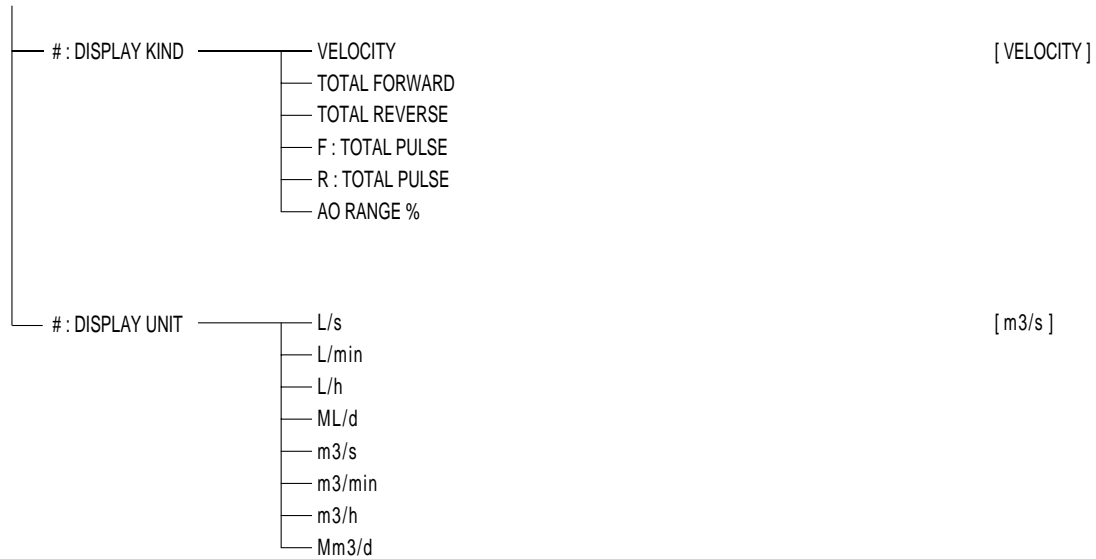 # : DISPLAY KIND VELOCITY [ VELOCITY ]
TOTAL FORWARD
TOTAL REVERSE
F : TOTAL PULSE
R : TOTAL PULSE
AO RANGE %
# : DISPLAY UNIT L/s [ m3/s ]
L/min
L/h
ML/d
m3/s
m3/min
m3/h
Mm3/d